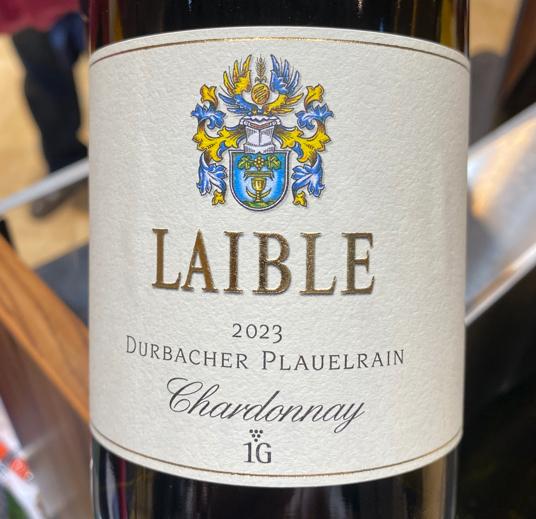 LAIBLE
2023
DURBACHER PLAUELRAIN
Chardonnay
1G